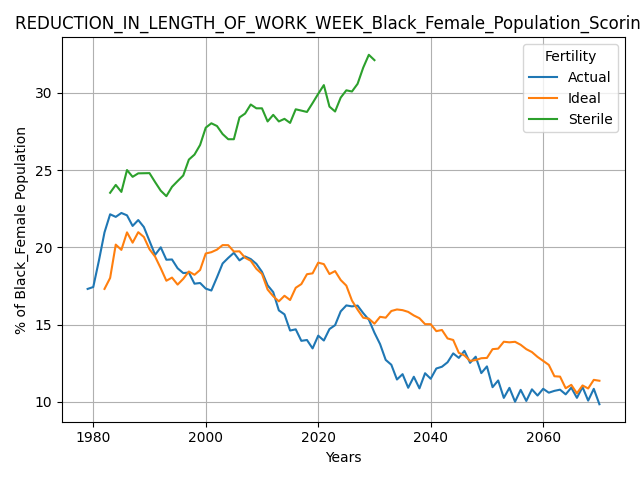 REDUCTION_IN_LENGTH_OF_WORK_WEEK_Black_Female_Population_Scorin
% of Black_Female Population
30
25
20
15
10
Fertility
Actual
Ideal
Sterile
1980 2000 2020 2040 2060
Years